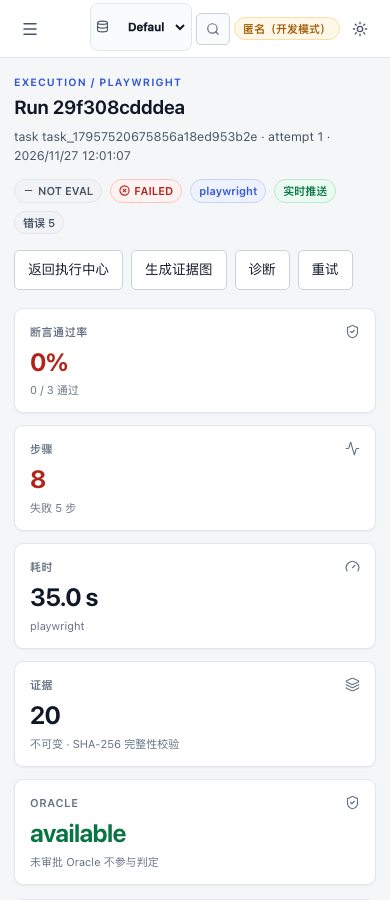 Defaul
匿名（开发模式）
EXECUTION / PLAYWRIGHT
Run 29f308cdddea
task task_17957520675856a18ed953b2e · attempt 1 ·
2026/11/27 12:01:07
NOT EVAL
FAILED
playwright
实时推送
错误 5
返回执行中心
生成证据图
诊断
重试
断言通过率
0%
0 / 3 通过
步骤
8
失败 5 步
耗时
35.0 s
playwright
证据
20
不可变 · SHA-256 完整性校验
ORACLE
available
未审批 Oracle 不参与判定